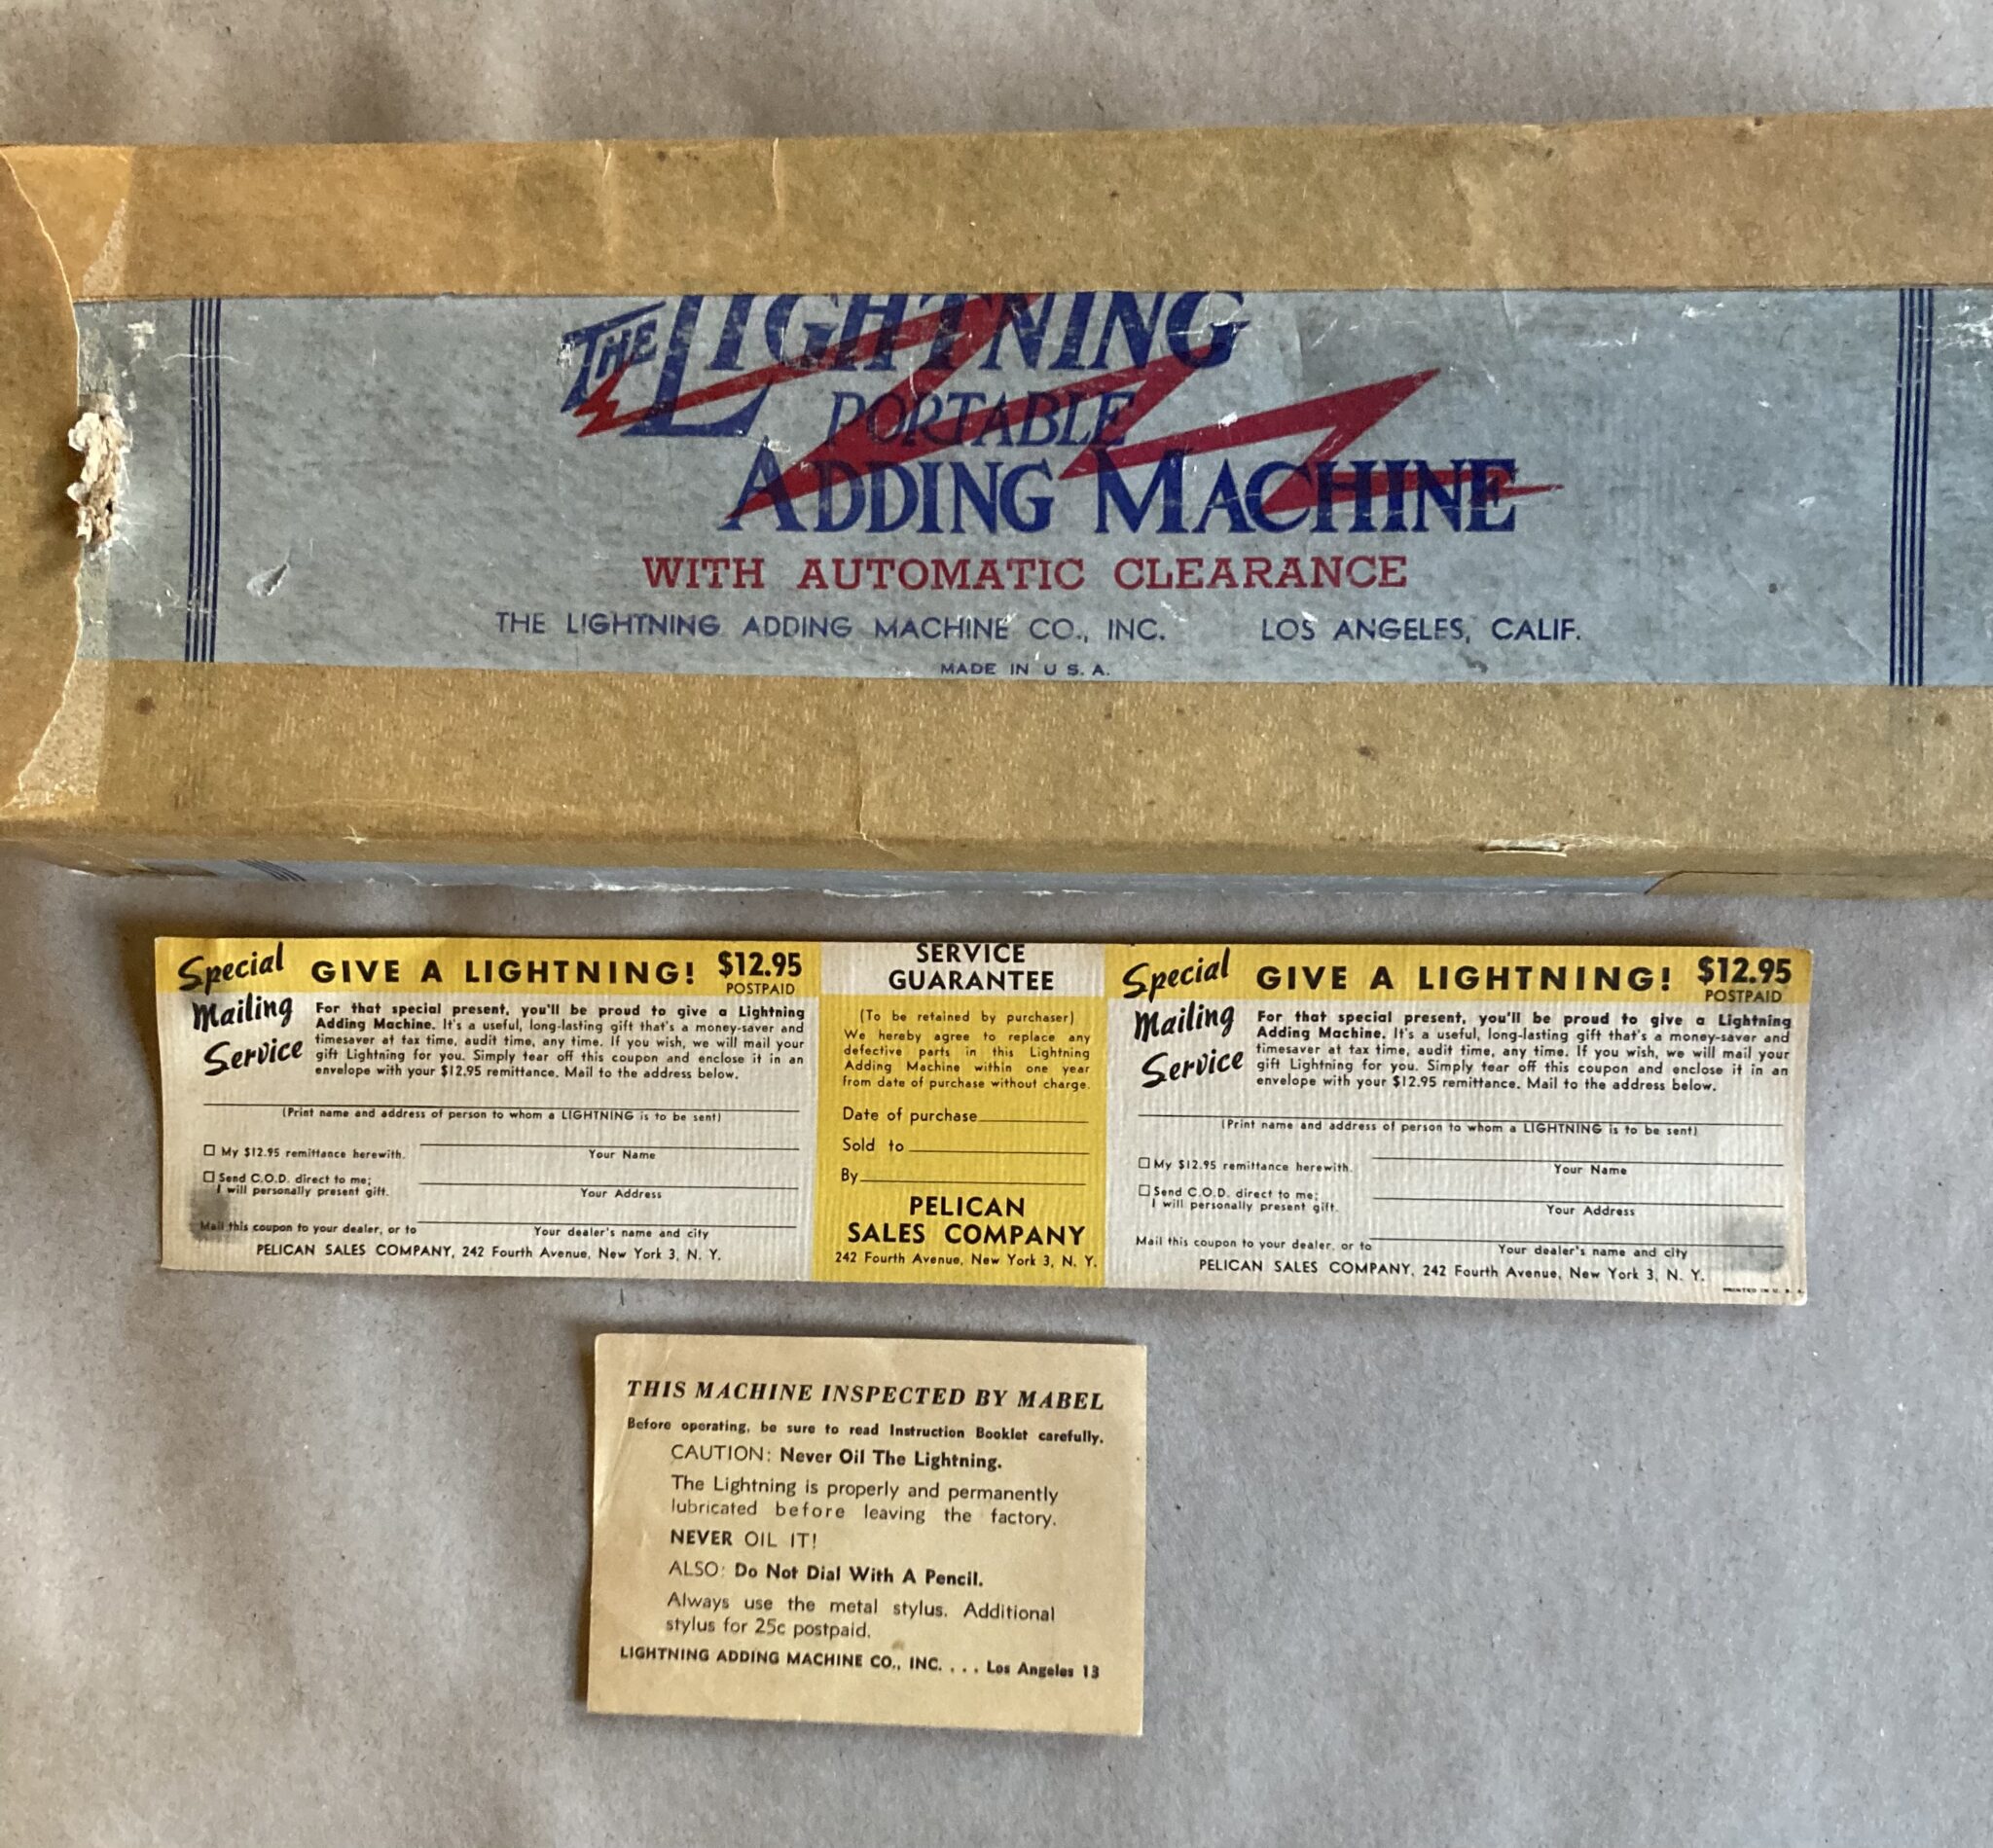 THE LIGHTNING
PORTABLE
ADDING MACHINE
WITH AUTOMATIC CLEARANCE
THE LIGHTNING ADDING MACHINE CO., INC. LOS ANGELES, CALIF.
MADE IN U S. A.
Special
Mailing
Service
GIVE A LIGHTNING! $12.95
POSTPAID
For that special present, you'll be proud to give a Lightning
Adding Machine. It's a useful, long-lasting gift that's a money-saver and
timesaver at tax time, audit time, any time. If you wish, we will mail your
gift Lightning for you. Simply tear off this coupon and enclose it in an
envelope with your $12.95 remittance. Mail to the address below.
(Print name and address of person to whom a LIGHTNING is to be sent)
My $12.95 remittance herewith.
Your Name
Send C.O.D. direct to me;
I will personally present gift.
Your Address
Mail this coupon to your dealer, or to
Your dealer's name and city
PELICAN SALES COMPANY, 242 Fourth Avenue, New York 3, N. Y.
SERVICE
GUARANTEE
(To be retained by purchaser)
We hereby agree to replace any
defective parts in this Lightning
Adding Machine within one year
from date of purchase without charge.
Date of purchase
Sold to
By
PELICAN
SALES COMPANY
242 Fourth Avenue, New York 3, N. Y.
Special
Mailing
Service
GIVE A LIGHTNING! $12.95
POSTPAID
For that special present, you'll be proud to give a Lightning
Adding Machine. It's a useful, long-lasting gift that's a money-saver and
timesaver at tax time, audit time, any time. If you wish, we will mail your
gift Lightning for you. Simply tear off this coupon and enclose it in an
envelope with your $12.95 remittance. Mail to the address below.
(Print name and address of person to whom a LIGHTNING is to be sent)
My $12.95 remittance herewith.
Your Name
Send C.O.D. direct to me;
I will personally present gift.
Your Address
Mail this coupon to your dealer, or to
Your dealer's name and city
PELICAN SALES COMPANY, 242 Fourth Avenue, New York 3, N. Y.
PRINTED IN U. S. A.
THIS MACHINE INSPECTED BY MABEL
Before operating, be sure to read Instruction Booklet carefully.
CAUTION: Never Oil The Lightning.
The Lightning is properly and permanently
lubricated before leaving the factory.
NEVER OIL IT!
ALSO: Do Not Dial With A Pencil.
Always use the metal stylus. Additional
stylus for 25c postpaid.
LIGHTNING ADDING MACHINE CO., INC. . . . Los Angeles 13